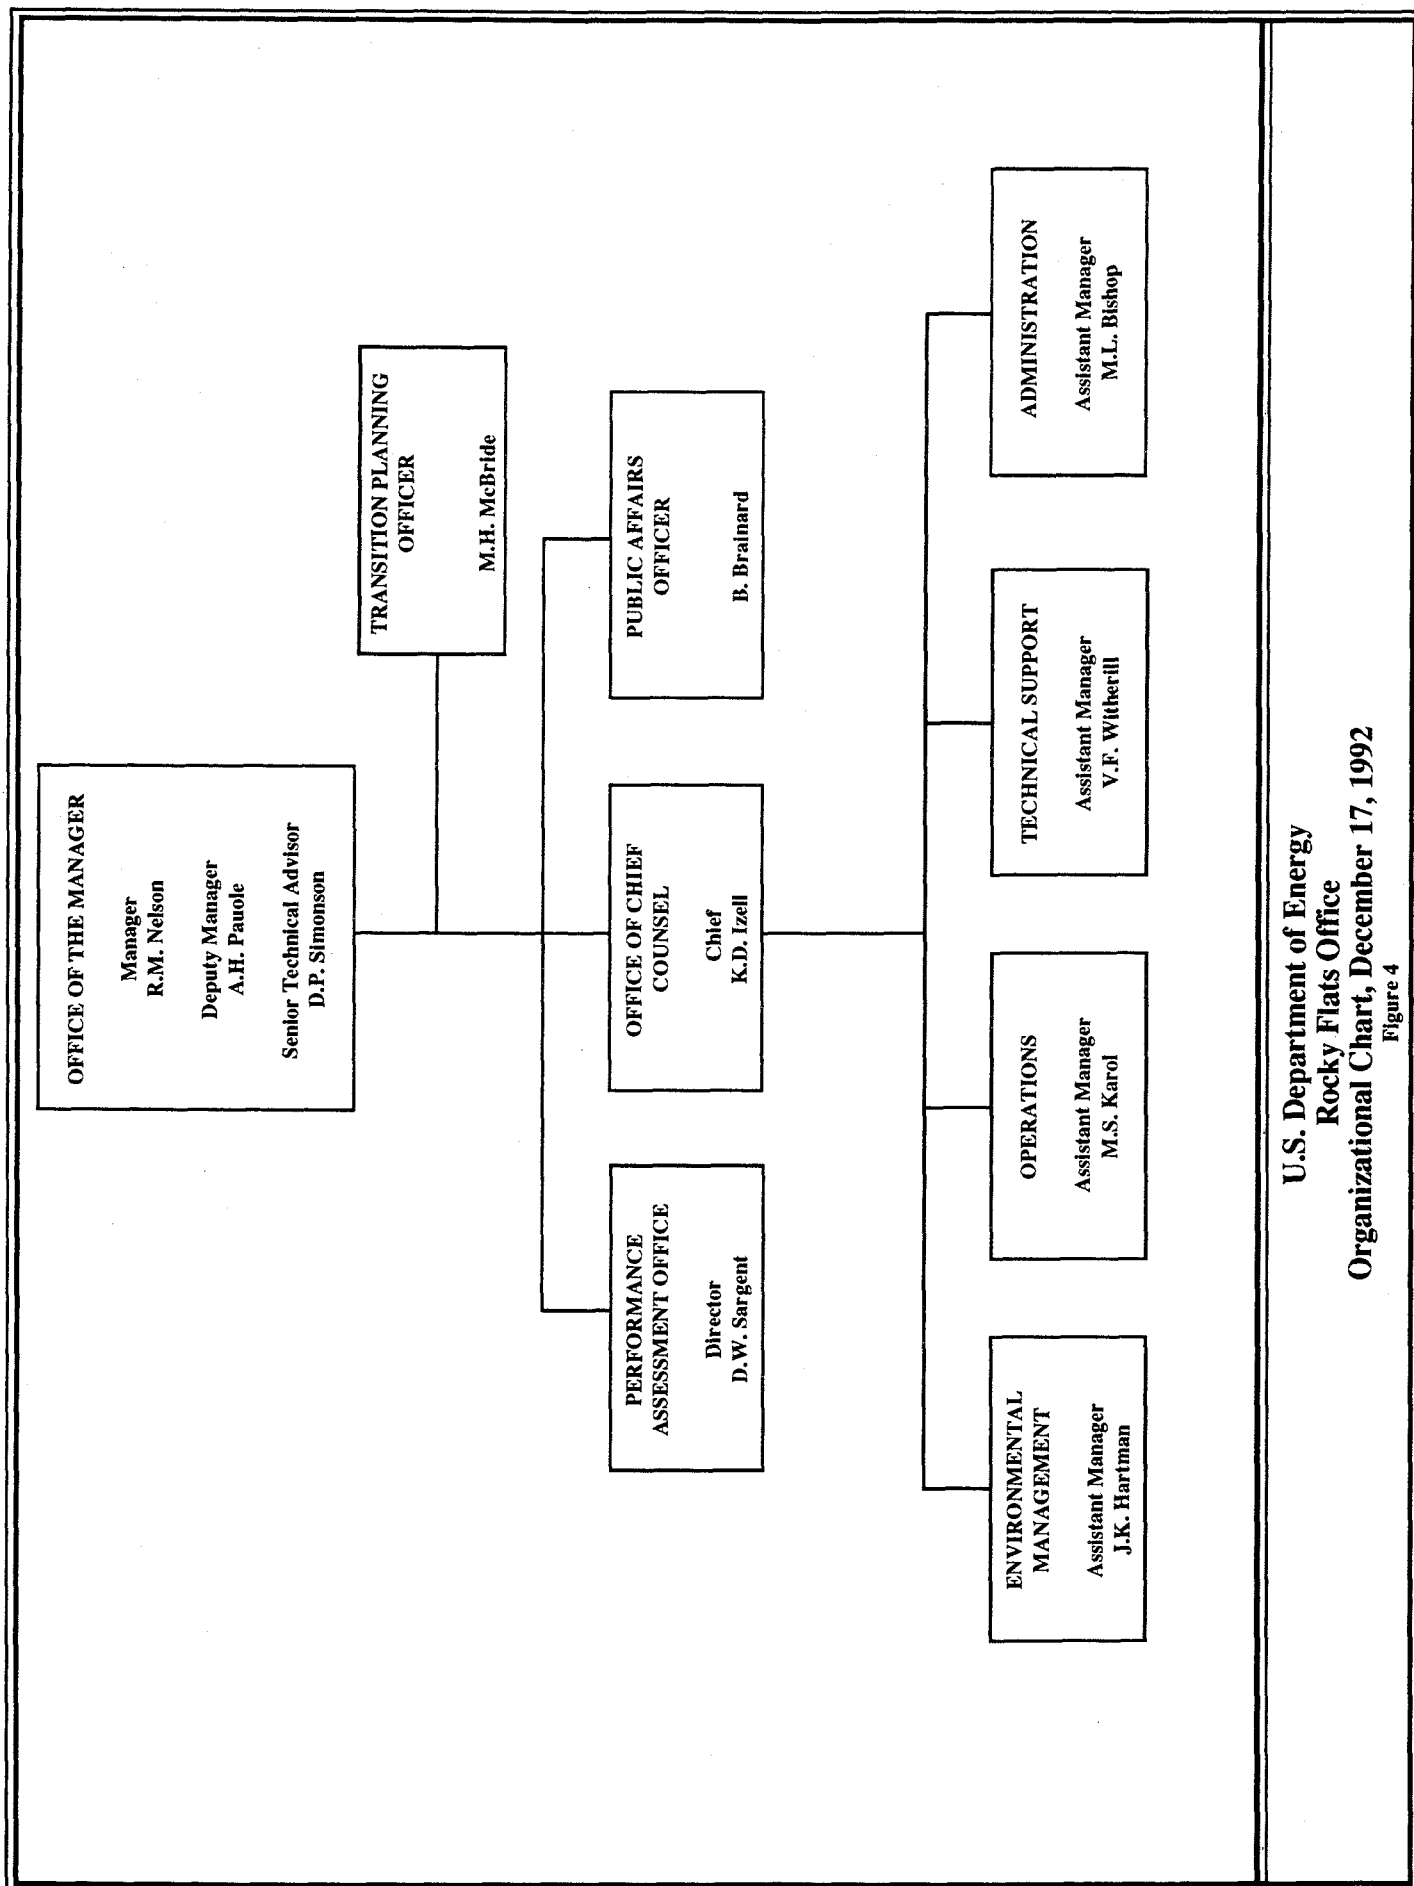 OFFICE OF THE MANAGER
Manager
R.M. Nelson
Deputy Manager
A.H. Pauole
Senior Technical Advisor
D.P. Simonson
TRANSITION PLANNING
OFFICER
M.H. McBride
PERFORMANCE
ASSESSMENT OFFICE
Director
D.W. Sargent
OFFICE OF CHIEF
COUNSEL
Chief
K.D. Izell
PUBLIC AFFAIRS
OFFICER
B. Brainard
ENVIRONMENTAL
MANAGEMENT
Assistant Manager
J.K. Hartman
OPERATIONS
Assistant Manager
M.S. Karol
TECHNICAL SUPPORT
Assistant Manager
V.F. Witherill
ADMINISTRATION
Assistant Manager
M.L. Bishop
U.S. Department of Energy
Rocky Flats Office
Organizational Chart, December 17, 1992
Figure 4